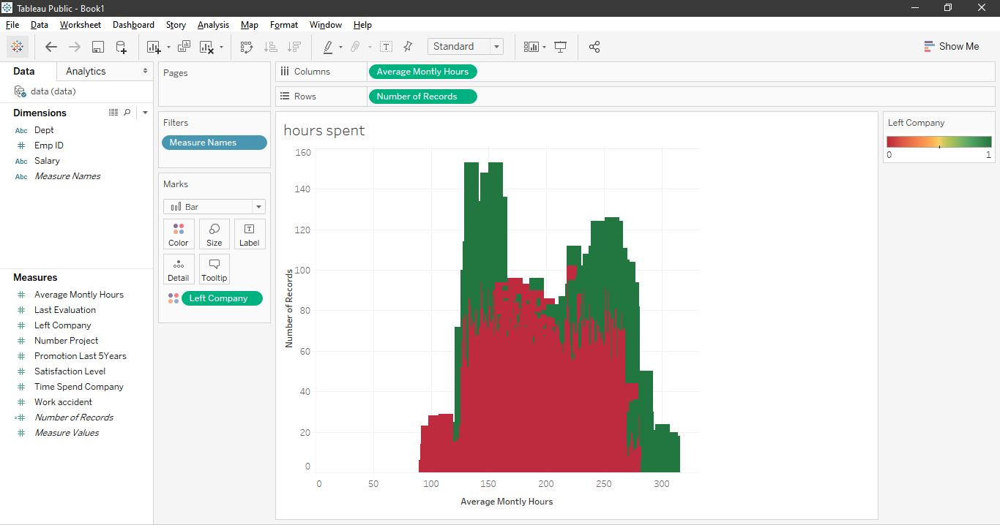 Tableau Public - Book1
File Data Worksheet Dashboard Story Analysis Map Format Window Help
Standard
Show Me
Data Analytics
data (data)
Dimensions
Abc Dept
# Emp ID
Abc Salary
Abc Measure Names
Measures
# Average Montly Hours
# Last Evaluation
# Left Company
# Number Project
# Promotion Last 5Years
# Satisfaction Level
# Time Spend Company
# Work accident
=# Number of Records
# Measure Values
Pages
Filters
Measure Names
Marks
Bar
Color Size Label
Detail Tooltip
Left Company
Columns Average Montly Hours
Rows Number of Records
hours spent
160
140
120
100
80
60
40
20
0
Number of Records
0 50 100 150 200 250 300
Average Montly Hours
Left Company
0 1